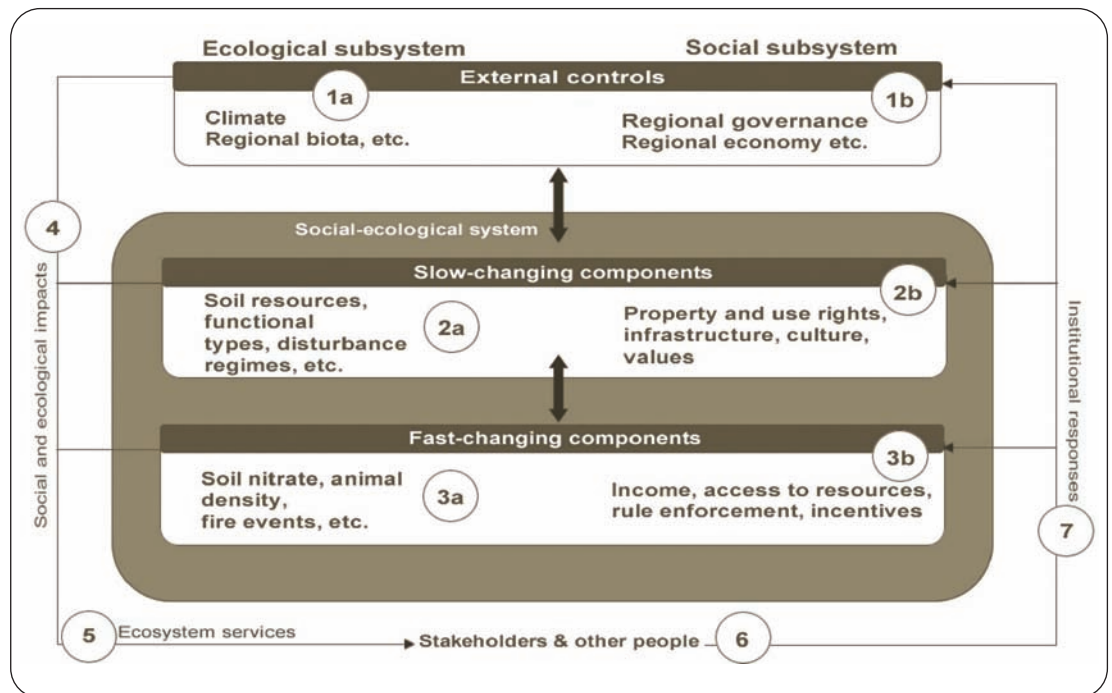 Ecological subsystem
Social subsystem
External controls
1a
1b
Climate
Regional biota, etc.
Regional governance
Regional economy etc.
4
Social-ecological system
Slow-changing components
2b
Soil resources,
functional
types, disturbance
regimes, etc.
2a
Property and use rights,
infrastructure, culture,
values
Social and ecological impacts
Institutional responses
Fast-changing components
3b
Soil nitrate, animal
density,
fire events, etc.
3a
Income, access to resources,
rule enforcement, incentives
7
5
Ecosystem services
Stakeholders & other people
6